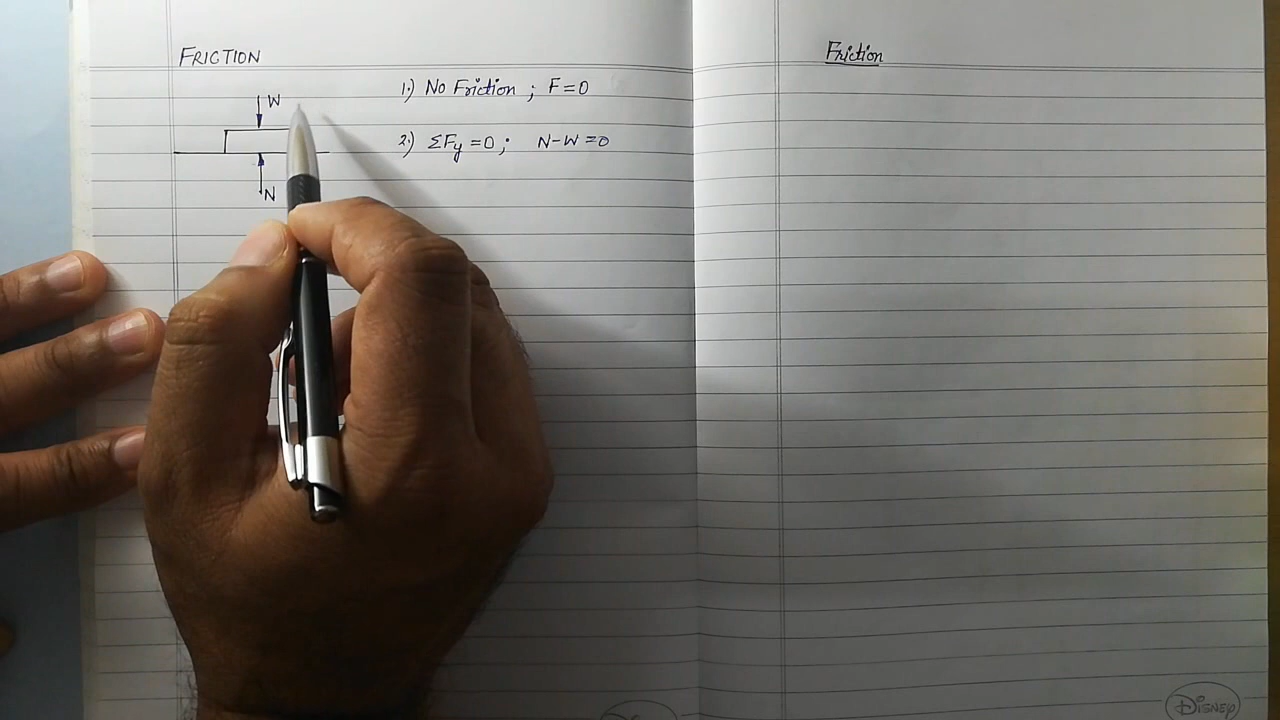 FRICTION
W
N
1.) No Friction ; F=0
2.) ΣFy =0 ; N-W =0
Friction
DISNEY